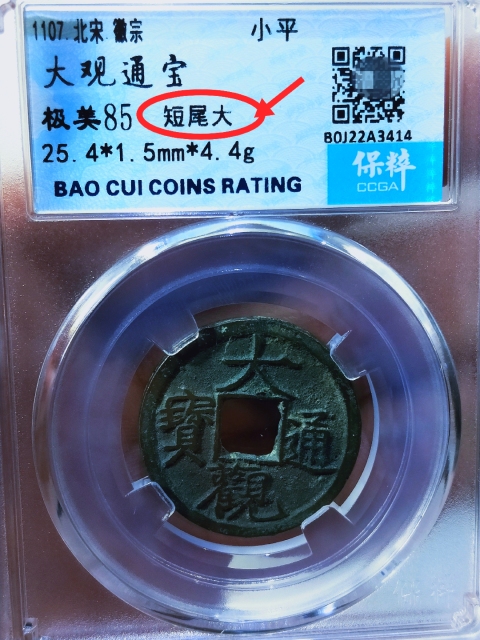 1107.北宋 徽宗 小平
大观通宝
极美85 短尾大
B0J22A3414
25.4*1.5mm*4.4g
保粹
CCGA
BAO CUI COINS RATING
大
寶 通
觀